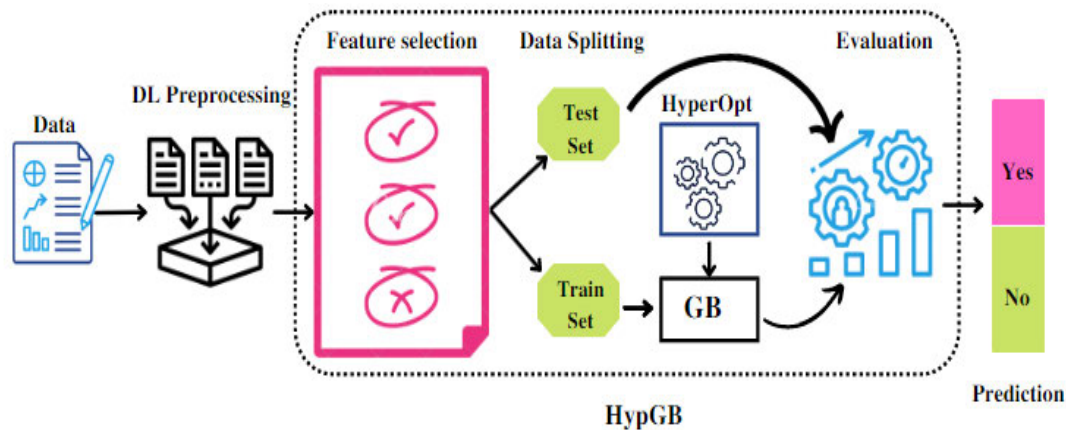 Feature selection
Data Splitting
Evaluation
DL Preprocessing
Data
Test
Set
HyperOpt
Train
Set
GB
Yes
No
Prediction
HypGB